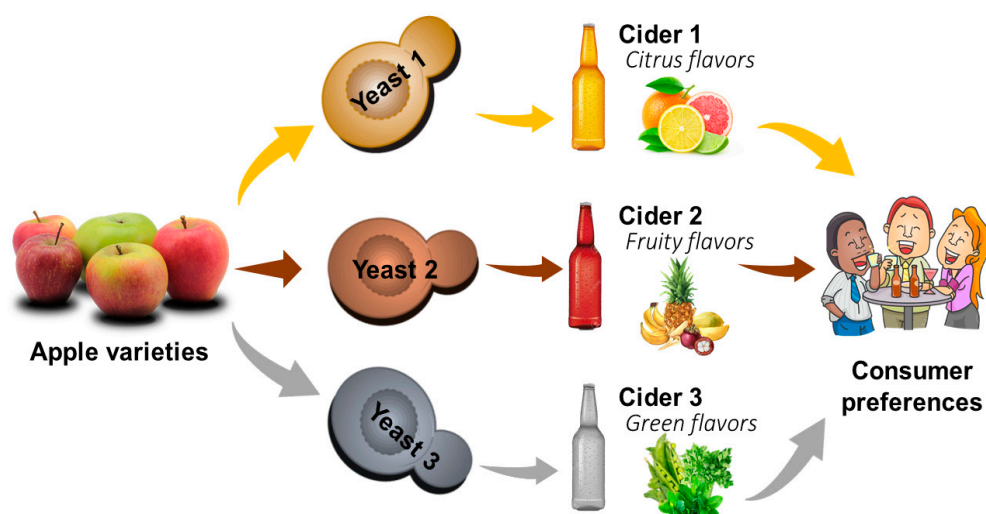 Apple varieties
Yeast 1
Cider 1
Citrus flavors
Yeast 2
Cider 2
Fruity flavors
Yeast 3
Cider 3
Green flavors
Consumer
preferences